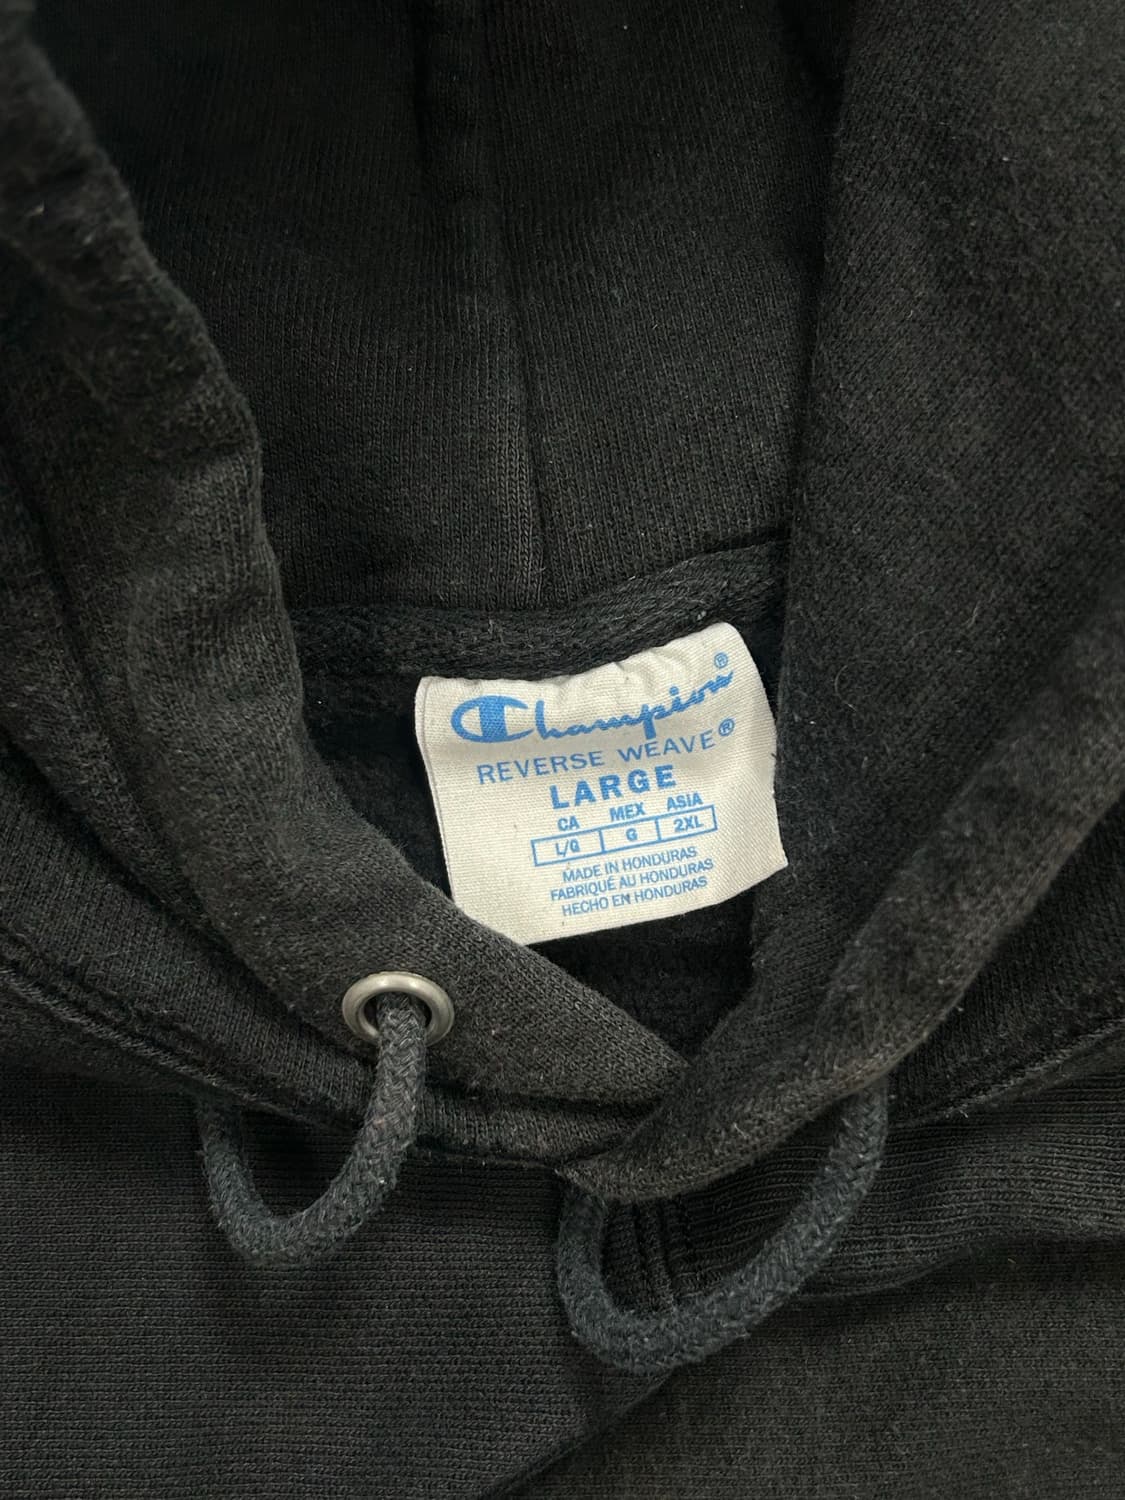 Champion®
REVERSE WEAVE®
LARGE
CA MEX ASIA
L/G G 2XL
MADE IN HONDURAS
FABRIQUÉ AU HONDURAS
HECHO EN HONDURAS